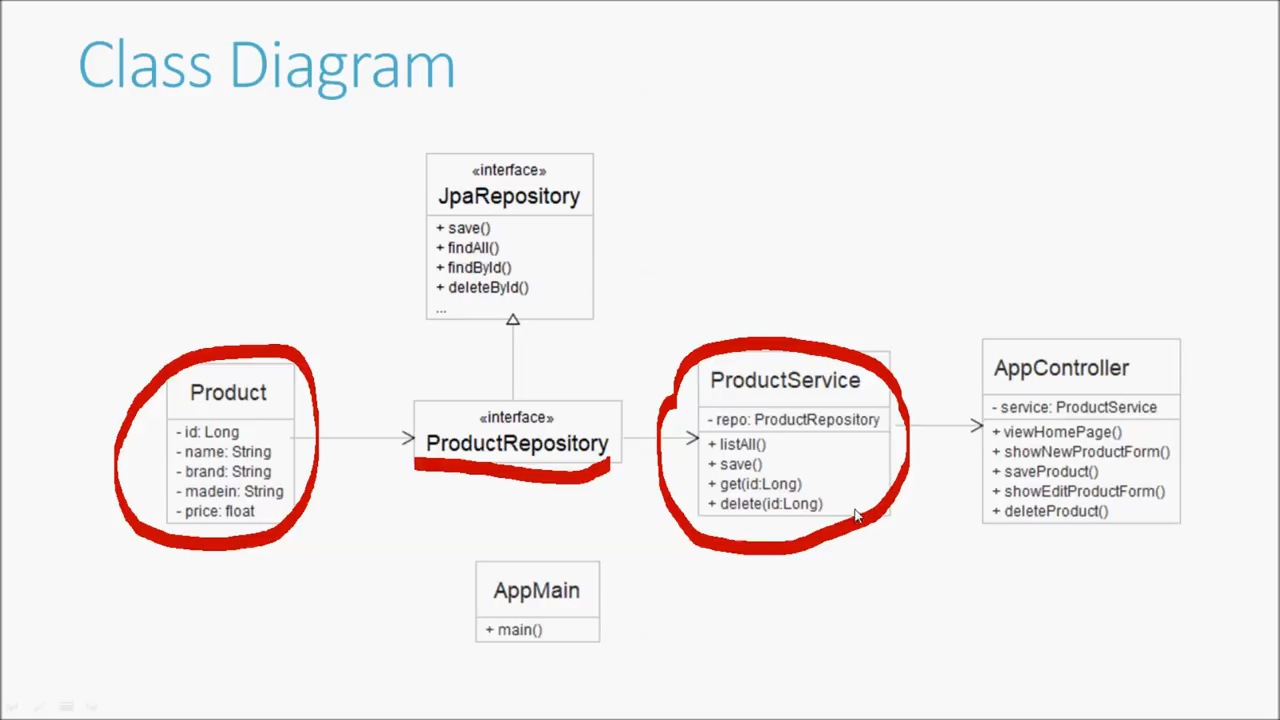 Class Diagram
«interface»
JpaRepository
+ save()
+ findAll()
+ findById()
+ deleteById()
...
Product
- id: Long
- name: String
- brand: String
- madein: String
- price: float
«interface»
ProductRepository
ProductService
- repo: ProductRepository
+ listAll()
+ save()
+ get(id:Long)
+ delete(id:Long)
AppController
- service: ProductService
+ viewHomePage()
+ showNewProductForm()
+ saveProduct()
+ showEditProductForm()
+ deleteProduct()
AppMain
+ main()